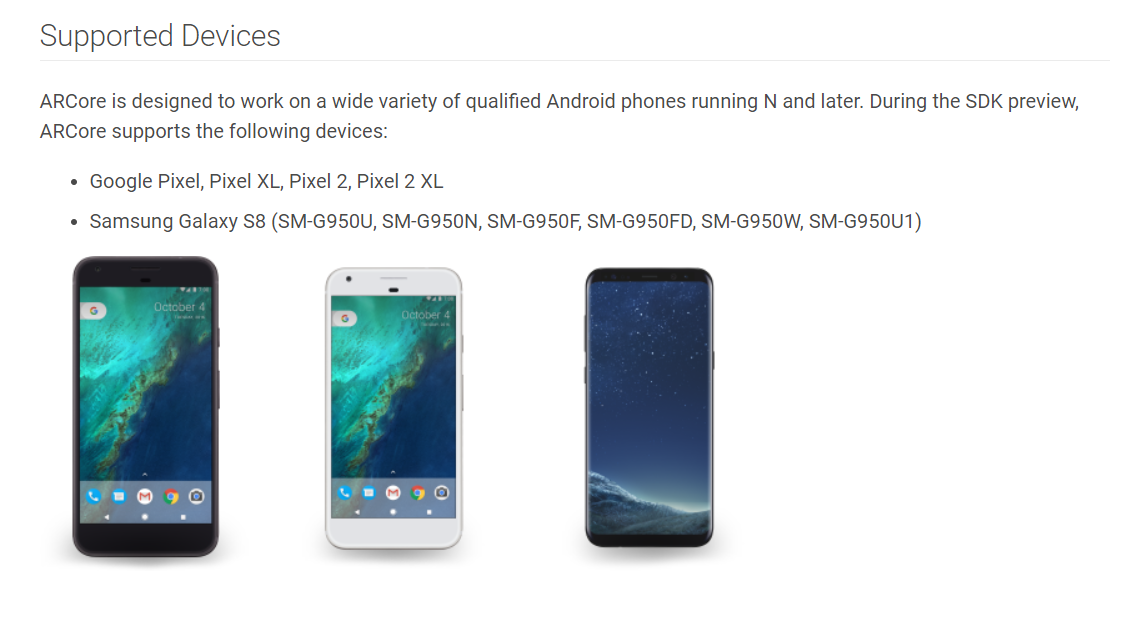 Supported Devices
ARCore is designed to work on a wide variety of qualified Android phones running N and later. During the SDK preview,
ARCore supports the following devices:
Google Pixel, Pixel XL, Pixel 2, Pixel 2 XL
Samsung Galaxy S8 (SM-G950U, SM-G950N, SM-G950F, SM-G950FD, SM-G950W, SM-G950U1)
October 4
October 4